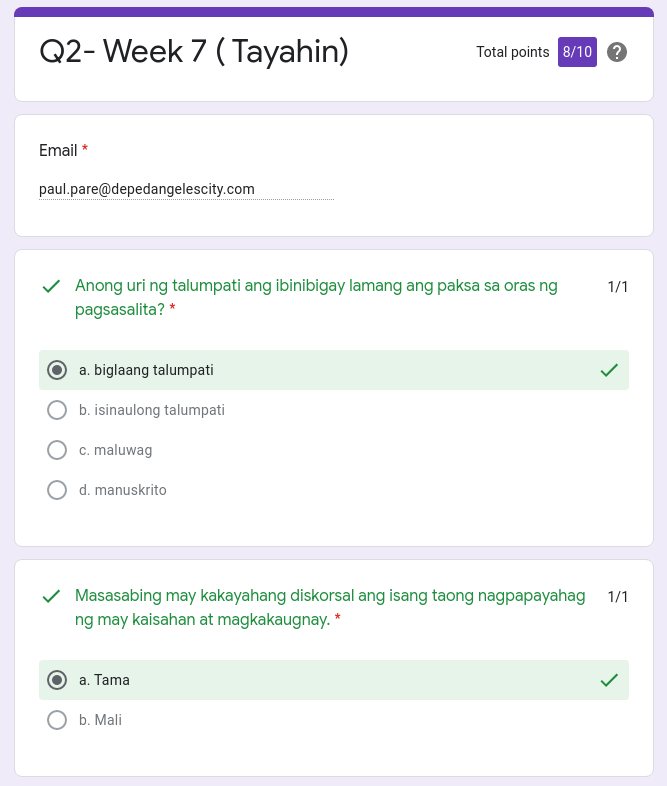 Q2- Week 7 ( Tayahin)
Total points 8/10 ?
Email *
paul.pare@depedangelescity.com
Anong uri ng talumpati ang ibinibigay lamang ang paksa sa oras ng 1/1
pagsasalita? *
a. biglaang talumpati
b. isinaulong talumpati
c. maluwag
d. manuskrito
Masasabing may kakayahang diskorsal ang isang taong nagpapayahag 1/1
ng may kaisahan at magkakaugnay. *
a. Tama
b. Mali